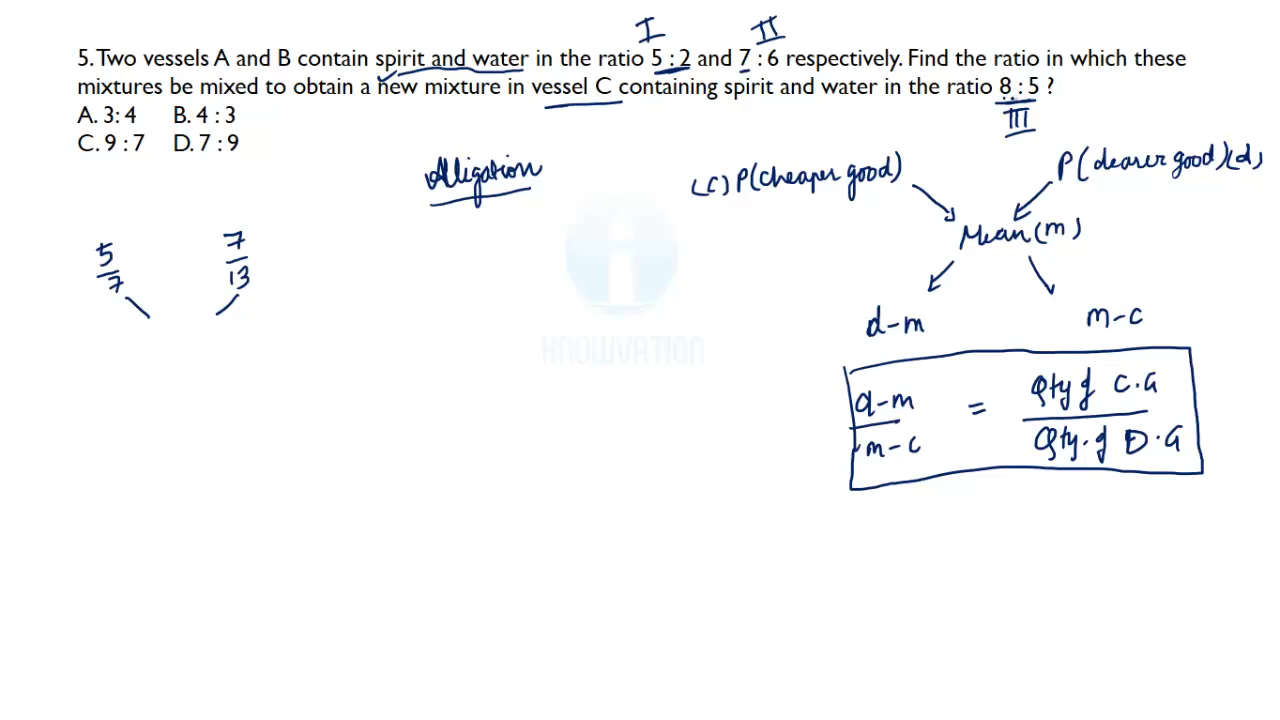 I II
5. Two vessels A and B contain spirit and water in the ratio 5 : 2 and 7 : 6 respectively. Find the ratio in which these
mixtures be mixed to obtain a new mixture in vessel C containing spirit and water in the ratio 8 : 5 ?
III
A. 3: 4 B. 4 : 3
C. 9 : 7 D. 7 : 9
Alligation
(c) P(cheaper good) P(dearer good)(d)
Mean(m)
5/7 7/13
d-m m-c
d-m/m-c = Qty of C.G/Qty. of D.G
KNOWVATION